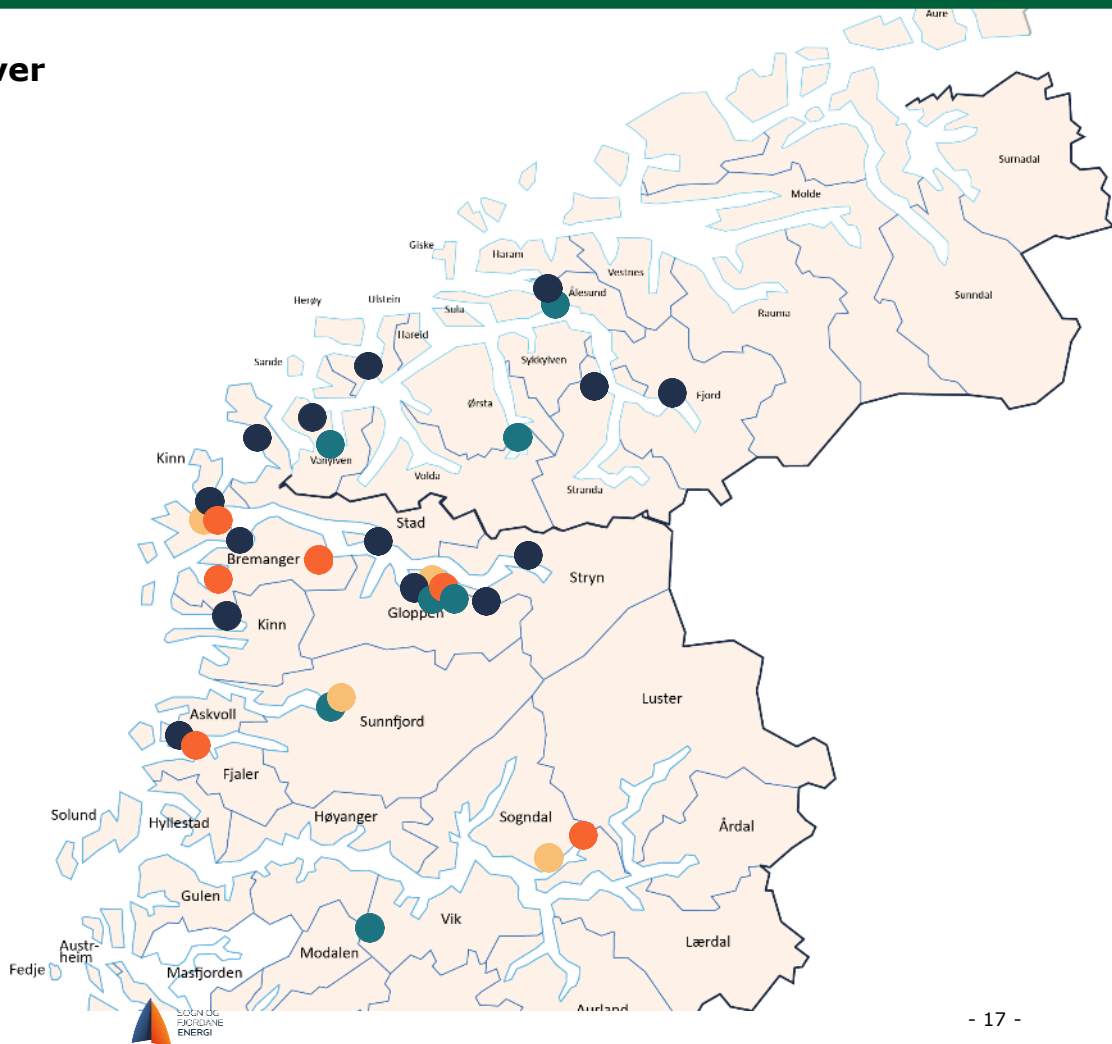 ver
Aure
Surnadal
Molde
Giske
Haram
Vestnes
Sunndal
Ålesund
Herøy
Ulstein
Sula
Rauma
Hareid
Sande
Sykkylven
Fjord
Ørsta
Kinn
Vanylven
Volda
Stranda
Stad
Bremanger
Stryn
Gloppen
Kinn
Luster
Askvoll
Sunnfjord
Fjaler
Solund
Hyllestad
Høyanger
Sogndal
Årdal
Gulen
Vik
Austr-
heim
Lærdal
Modalen
Fedje
Masfjorden
Aurland
SOGN OG
FJORDANE
ENERGI
- 17 -